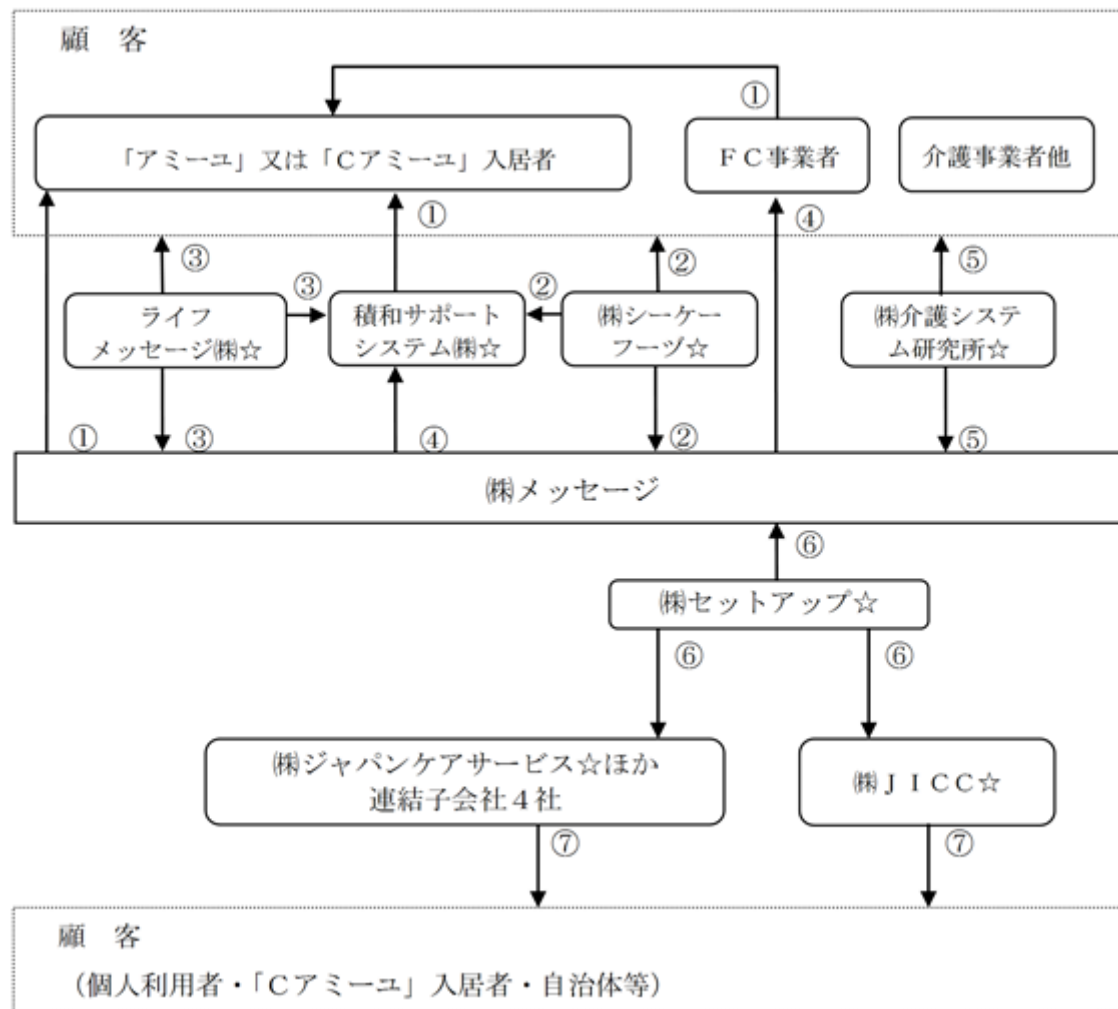 顧 客
①
「アミーユ」又は「Cアミーユ」入居者
FC事業者
介護事業者他
①
④
③
②
⑤
③
②
ライフ
メッセージ㈱☆
積和サポート
システム㈱☆
㈱シーケー
フーヅ☆
㈱介護システ
ム研究所☆
①
③
④
②
⑤
㈱メッセージ
⑥
㈱セットアップ☆
⑥
⑥
㈱ジャパンケアサービス☆ほか
連結子会社4社
㈱JICC☆
⑦
⑦
顧 客
(個人利用者・「Cアミーユ」入居者・自治体等)